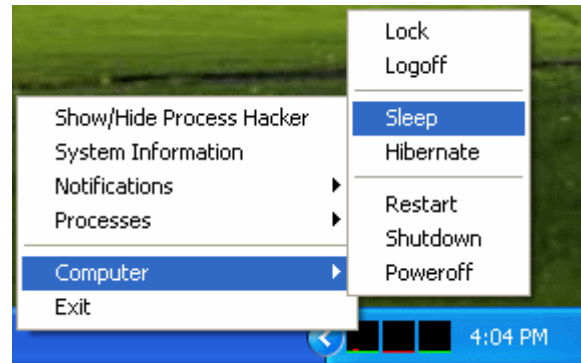 Show/Hide Process Hacker
System Information
Notifications
Processes
Computer
Exit
Lock
Logoff
Sleep
Hibernate
Restart
Shutdown
Poweroff
4:04 PM